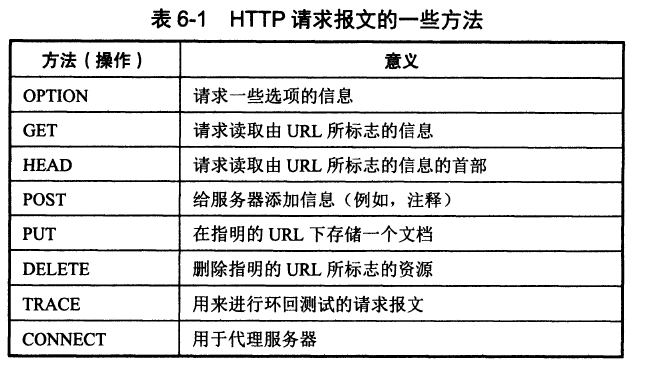 表 6-1 HTTP 请求报文的一些方法
方法（操作） 意义
OPTION 请求一些选项的信息
GET 请求读取由 URL 所标志的信息
HEAD 请求读取由 URL 所标志的信息的首部
POST 给服务器添加信息（例如，注释）
PUT 在指明的 URL 下存储一个文档
DELETE 删除指明的 URL 所标志的资源
TRACE 用来进行环回测试的请求报文
CONNECT 用于代理服务器